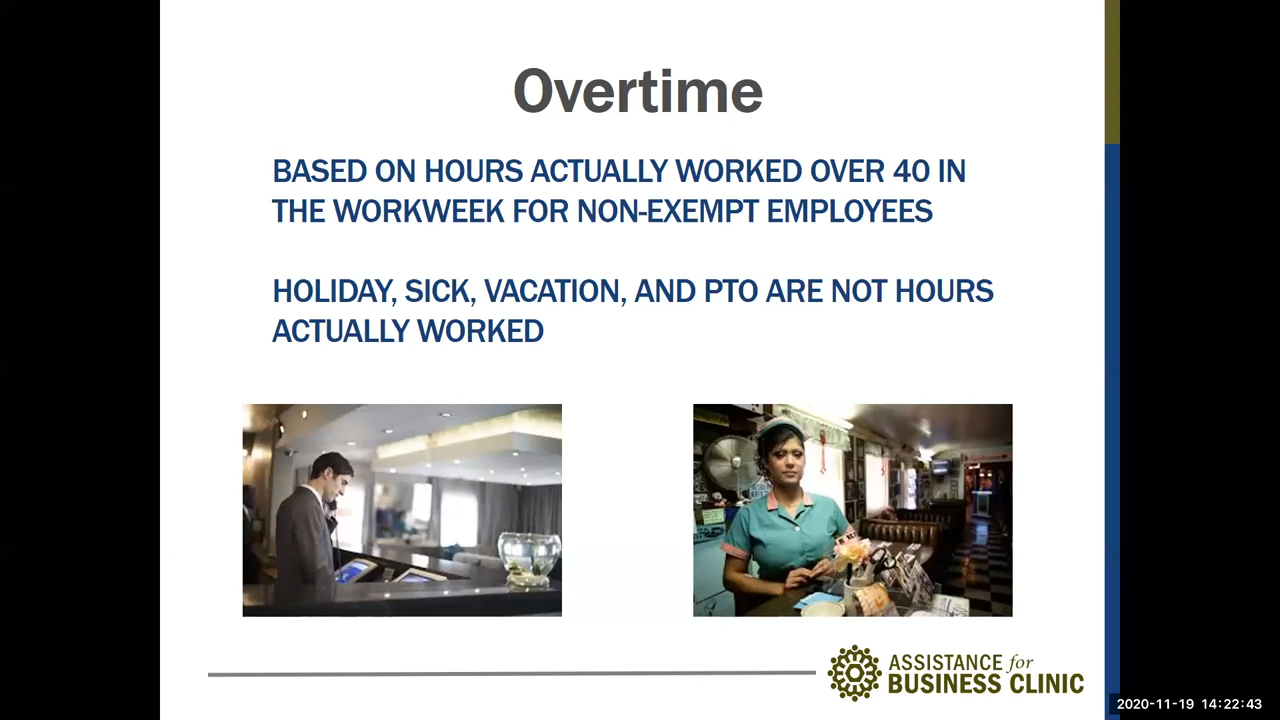 Overtime
BASED ON HOURS ACTUALLY WORKED OVER 40 IN
THE WORKWEEK FOR NON-EXEMPT EMPLOYEES
HOLIDAY, SICK, VACATION, AND PTO ARE NOT HOURS
ACTUALLY WORKED
ASSISTANCE for
BUSINESS CLINIC
2020-11-19 14:22:43